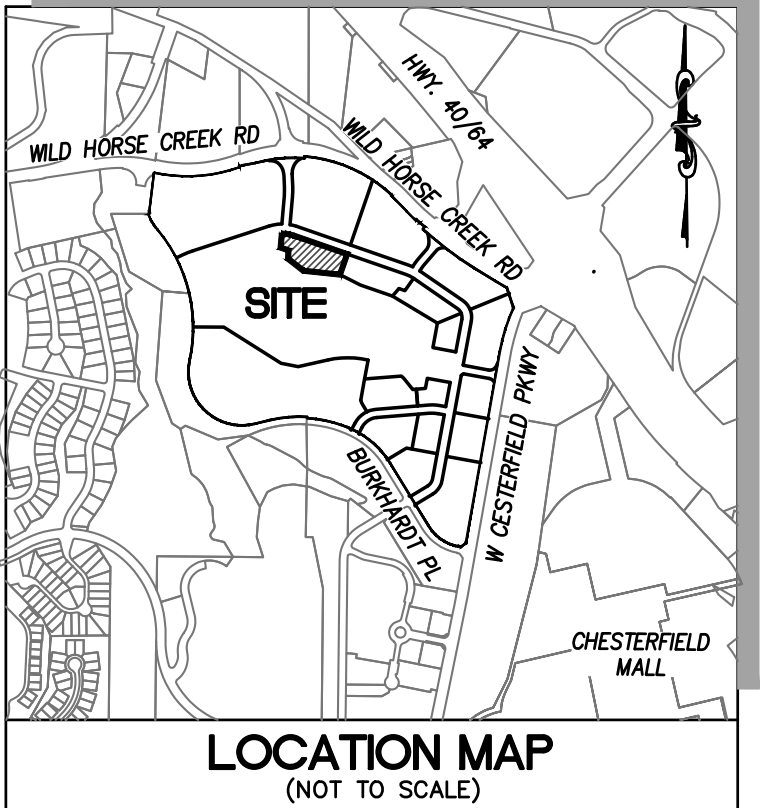 HWY. 40/64
WILD HORSE CREEK RD
WILD HORSE CREEK RD
SITE
W CESTERFIELD PKWY
BURKHARDT PL
CHESTERFIELD
MALL
LOCATION MAP
(NOT TO SCALE)